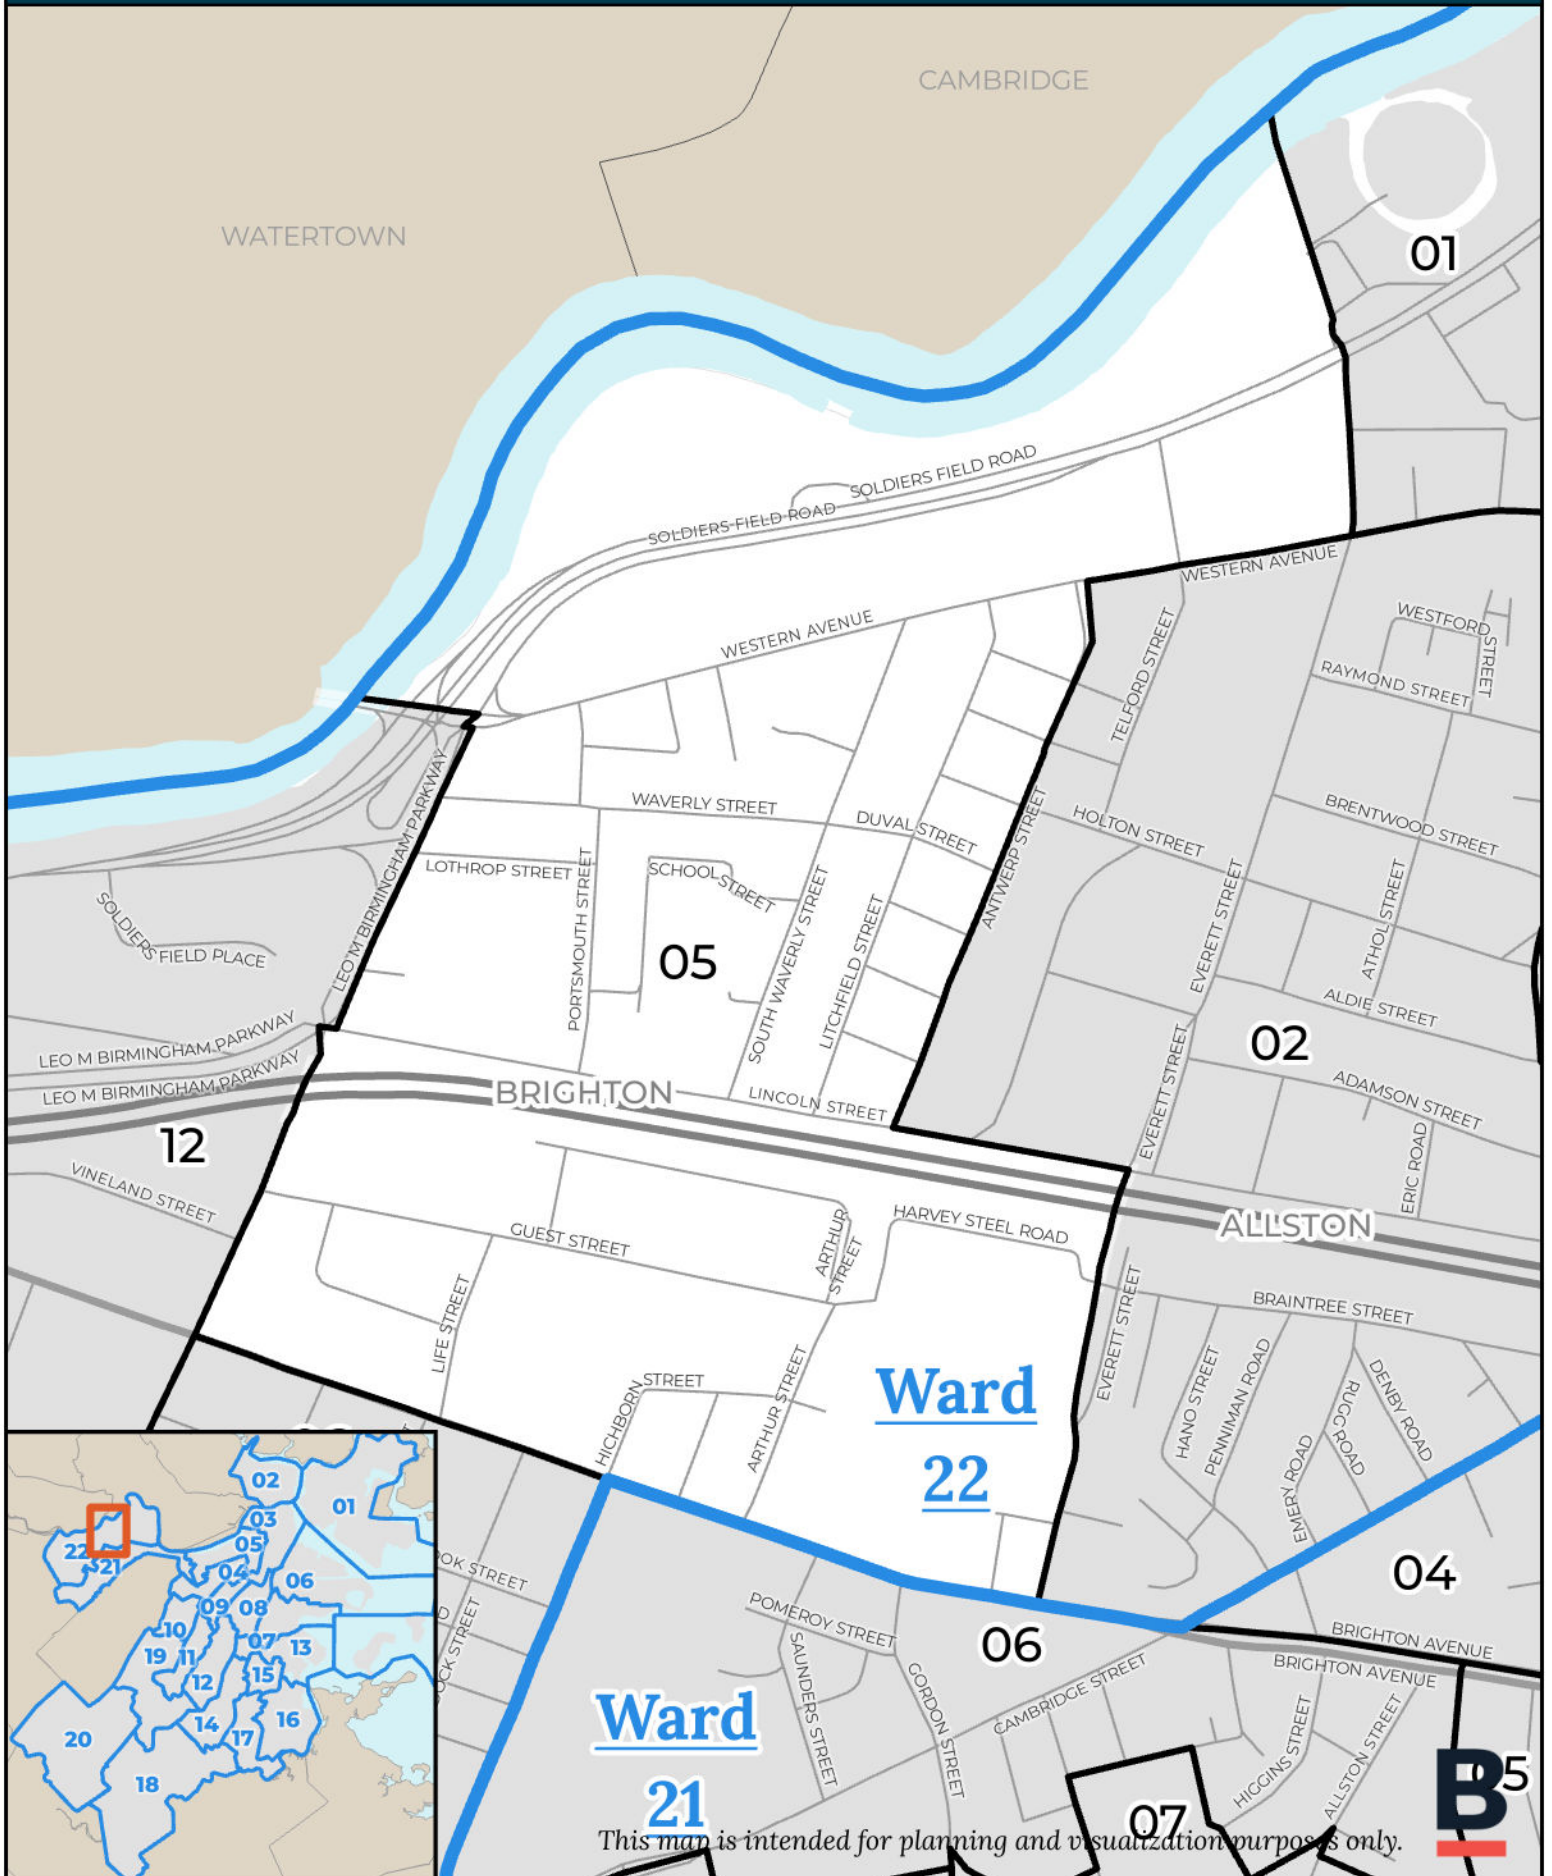 CAMBRIDGE
WATERTOWN
01
SOLDIERS FIELD ROAD
SOLDIERS FIELD ROAD
WESTERN AVENUE
WESTERN AVENUE
WESTFORD
STREET
TELFORD STREET
RAYMOND STREET
LEO M BIRMINGHAM PARKWAY
WAVERLY STREET
DUVAL STREET
ANTWERP STREET
HOLTON STREET
BRENTWOOD STREET
LOTHROP STREET
PORTSMOUTH STREET
SCHOOL STREET
SOUTH WAVERLY STREET
LITCHFIELD STREET
EVERETT STREET
ATHOL STREET
SOLDIERS FIELD PLACE
05
ALDIE STREET
02
LEO M BIRMINGHAM PARKWAY
LEO M BIRMINGHAM PARKWAY
BRIGHTON
LINCOLN STREET
EVERETT STREET
ADAMSON STREET
12
ERIC ROAD
VINELAND STREET
GUEST STREET
ARTHUR STREET
HARVEY STEEL ROAD
ALLSTON
LIFE STREET
EVERETT STREET
BRAINTREE STREET
HICHBORN STREET
ARTHUR STREET
Ward
22
HANO STREET
PENNIMAN ROAD
RUGG ROAD
DENBY ROAD
EMERY ROAD
04
OOK STREET
OCK STREET
POMEROY STREET
SAUNDERS STREET
GORDON STREET
06
CAMBRIDGE STREET
BRIGHTON AVENUE
BRIGHTON AVENUE
HIGGINS STREET
ALLSTON STREET
Ward
21
07
05
B
This map is intended for planning and visualization purposes only.
02
01
03
05
22
21
04
06
09
08
10
07
13
19
11
12
15
14
16
17
20
18